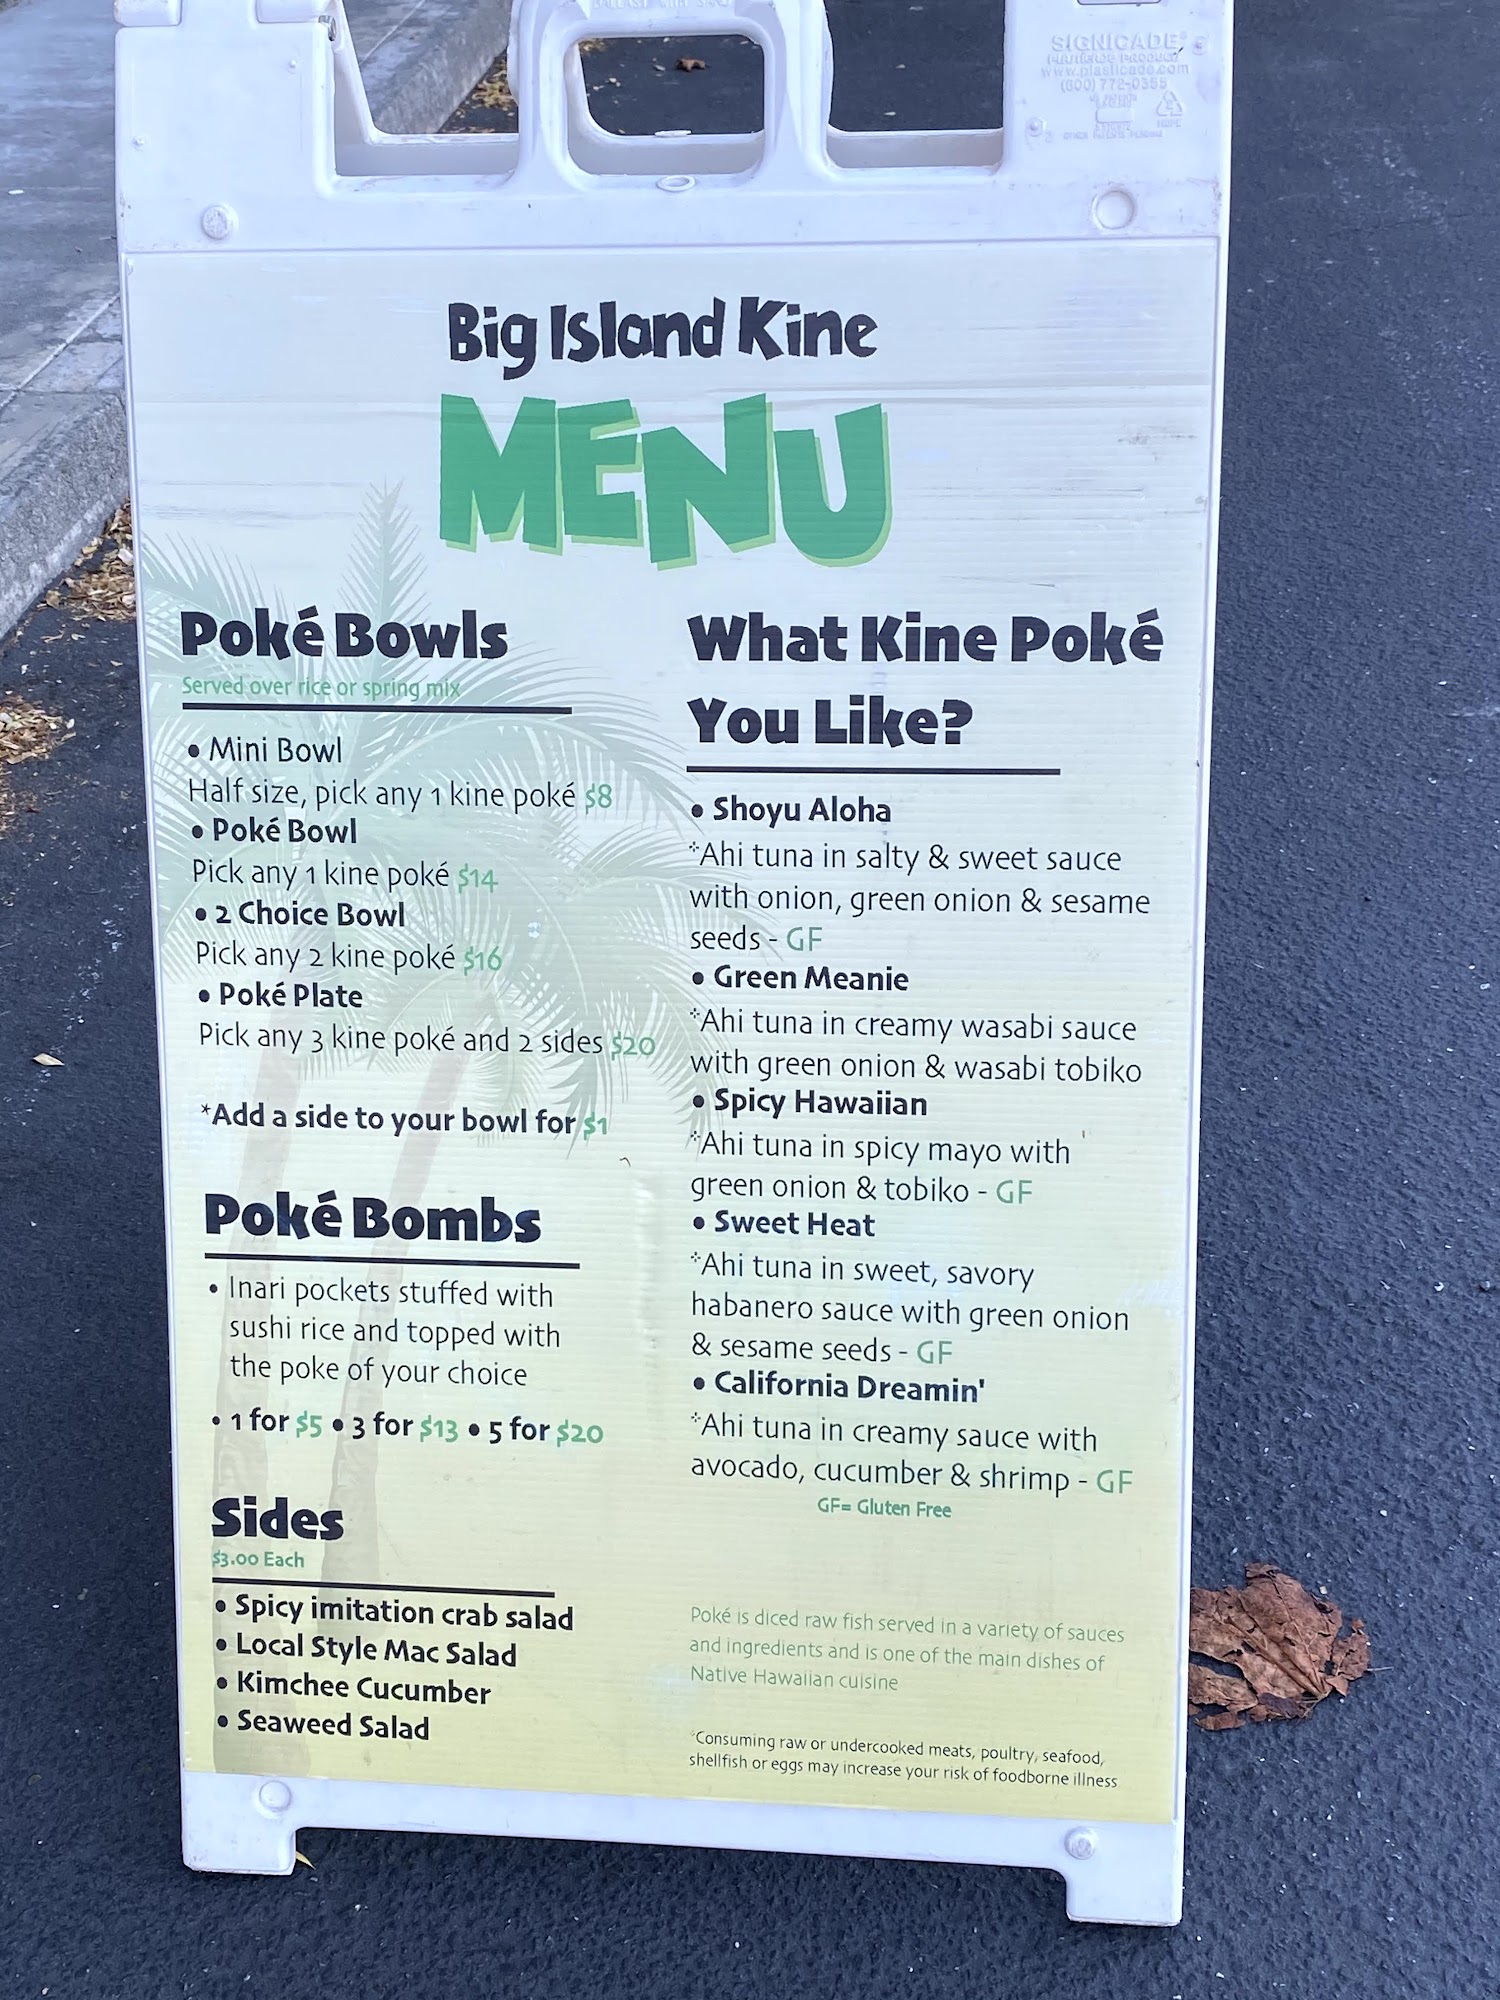 SIGNICADE
www.plasticade.com
(800) 772-0355
Big Island Kine
MENU
Poké Bowls
Served over rice or spring mix
• Mini Bowl
Half size, pick any 1 kine poké $8
• Poké Bowl
Pick any 1 kine poké $14
• 2 Choice Bowl
Pick any 2 kine poké $16
• Poké Plate
Pick any 3 kine poké and 2 sides $20
*Add a side to your bowl for $1
Poké Bombs
• Inari pockets stuffed with
sushi rice and topped with
the poke of your choice
• 1 for $5 • 3 for $13 • 5 for $20
Sides
$3.00 Each
• Spicy imitation crab salad
• Local Style Mac Salad
• Kimchee Cucumber
• Seaweed Salad
What Kine Poké
You Like?
• Shoyu Aloha
*Ahi tuna in salty & sweet sauce
with onion, green onion & sesame
seeds - GF
• Green Meanie
*Ahi tuna in creamy wasabi sauce
with green onion & wasabi tobiko
• Spicy Hawaiian
*Ahi tuna in spicy mayo with
green onion & tobiko - GF
• Sweet Heat
*Ahi tuna in sweet, savory
habanero sauce with green onion
& sesame seeds - GF
• California Dreamin'
*Ahi tuna in creamy sauce with
avocado, cucumber & shrimp - GF
GF= Gluten Free
Poké is diced raw fish served in a variety of sauces
and ingredients and is one of the main dishes of
Native Hawaiian cuisine
*Consuming raw or undercooked meats, poultry, seafood,
shellfish or eggs may increase your risk of foodborne illness